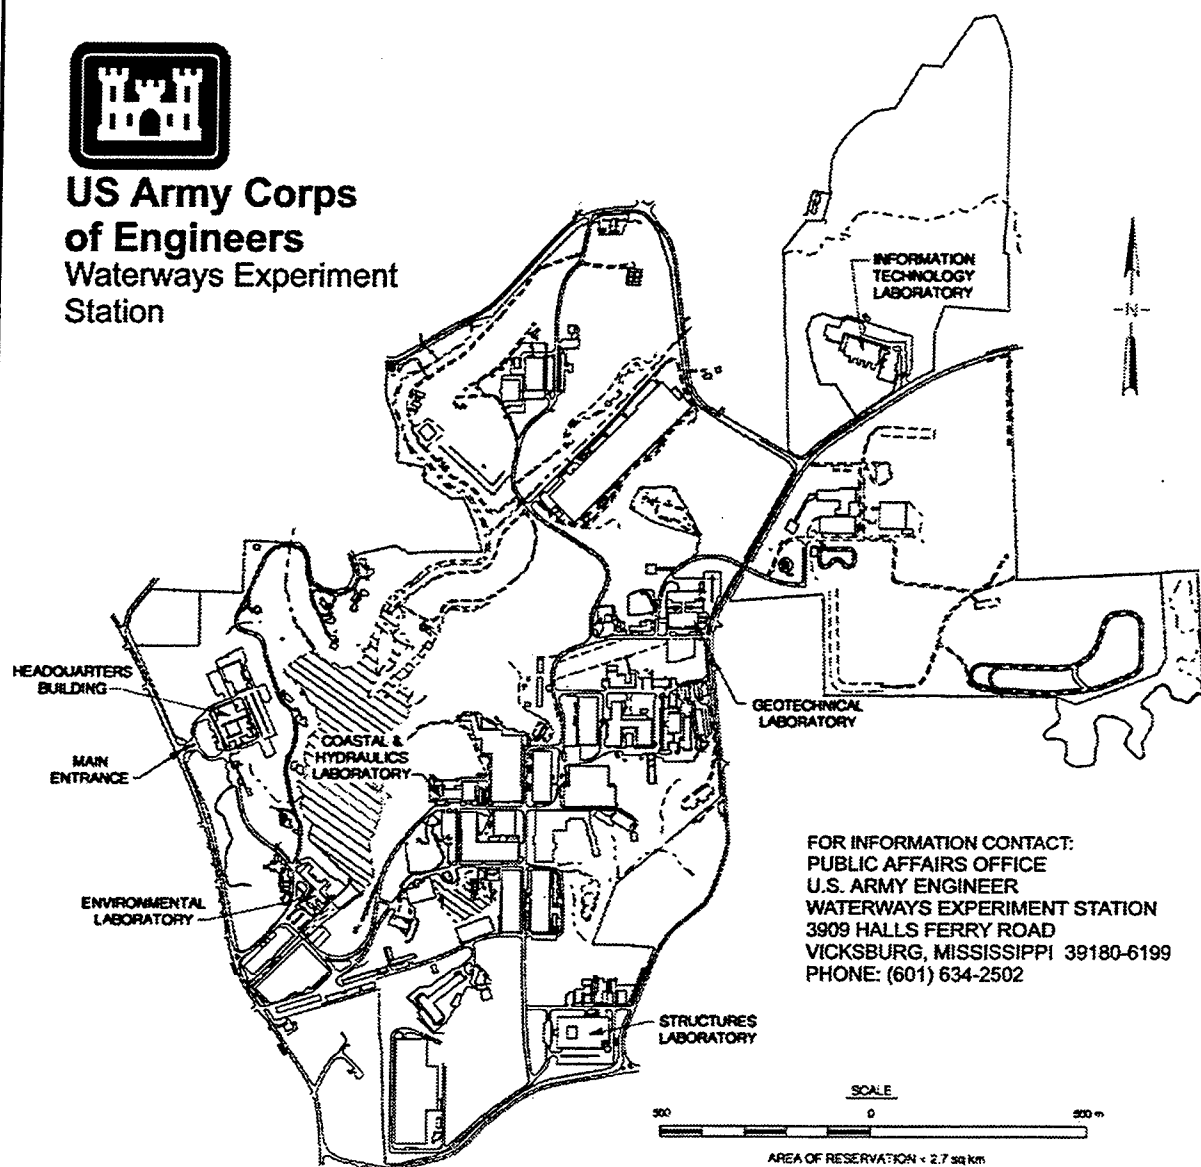 US Army Corps
of Engineers
Waterways Experiment
Station
INFORMATION
TECHNOLOGY
LABORATORY
-N-
HEADQUARTERS
BUILDING
MAIN
ENTRANCE
COASTAL &
HYDRAULICS
LABORATORY
GEOTECHNICAL
LABORATORY
ENVIRONMENTAL
LABORATORY
STRUCTURES
LABORATORY
FOR INFORMATION CONTACT:
PUBLIC AFFAIRS OFFICE
U.S. ARMY ENGINEER
WATERWAYS EXPERIMENT STATION
3909 HALLS FERRY ROAD
VICKSBURG, MISSISSIPPI 39180-6199
PHONE: (601) 634-2502
SCALE
500 0 500 m
AREA OF RESERVATION < 2.7 sq km